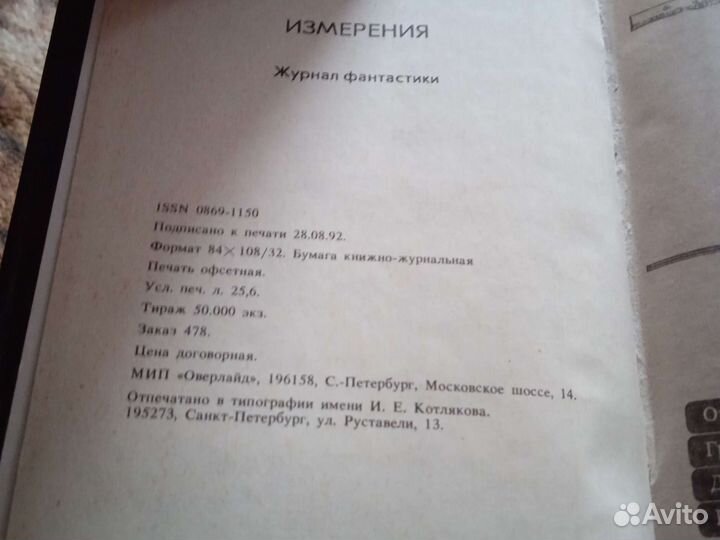 ИЗМЕРЕНИЯ
Журнал фантастики
ISSN 0869-1150
Подписано к печати 28.08.92.
Формат 84×108/32. Бумага книжно-журнальная
Печать офсетная.
Усл. печ. л. 25,6.
Тираж 50.000 экз.
Заказ 478.
Цена договорная.
МИП «Оверлайд», 196158, С.-Петербург, Московское шоссе, 14.
Отпечатано в типографии имени И. Е. Котлякова.
195273, Санкт-Петербург, ул. Руставели, 13.
О
Гр
Д
Avito